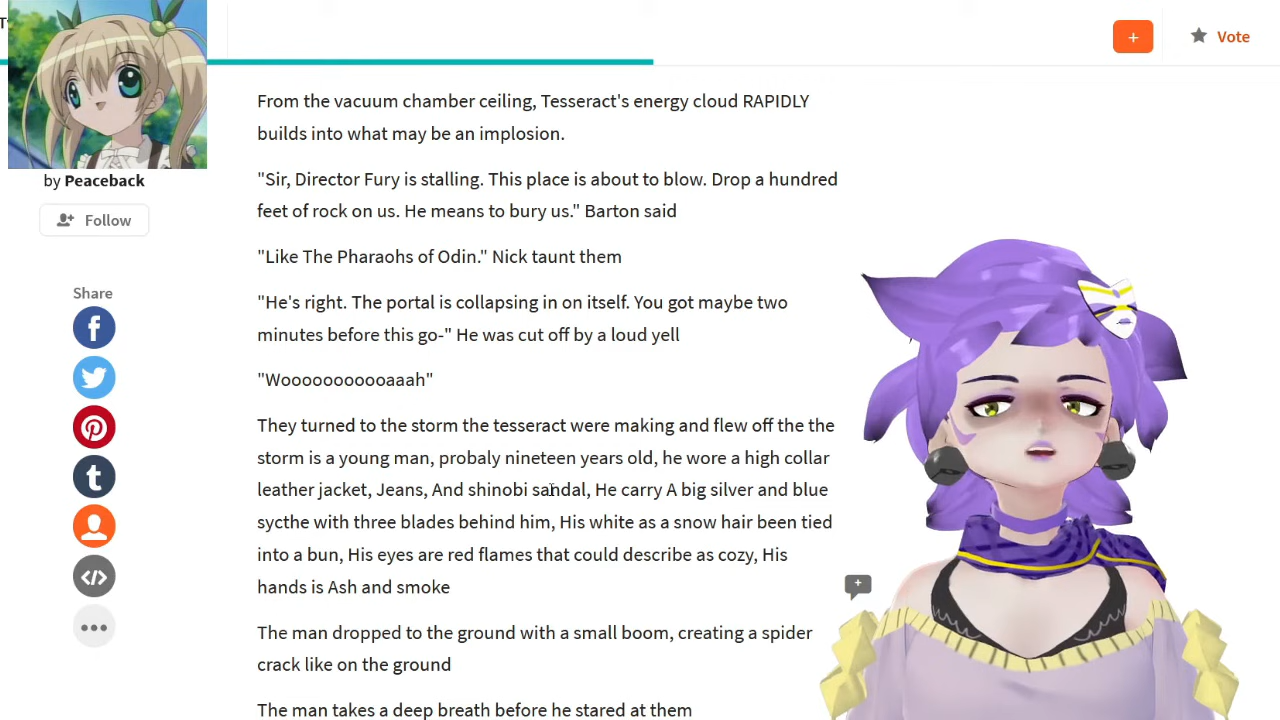 T
+
Vote
by Peaceback
Follow
Share
From the vacuum chamber ceiling, Tesseract's energy cloud RAPIDLY
builds into what may be an implosion.
"Sir, Director Fury is stalling. This place is about to blow. Drop a hundred
feet of rock on us. He means to bury us." Barton said
"Like The Pharaohs of Odin." Nick taunt them
"He's right. The portal is collapsing in on itself. You got maybe two
minutes before this go-" He was cut off by a loud yell
"Woooooooooaaah"
They turned to the storm the tesseract were making and flew off the the
storm is a young man, probaly nineteen years old, he wore a high collar
leather jacket, Jeans, And shinobi sandal, He carry A big silver and blue
sycthe with three blades behind him, His white as a snow hair been tied
into a bun, His eyes are red flames that could describe as cozy, His
hands is Ash and smoke
+
The man dropped to the ground with a small boom, creating a spider
crack like on the ground
The man takes a deep breath before he stared at them